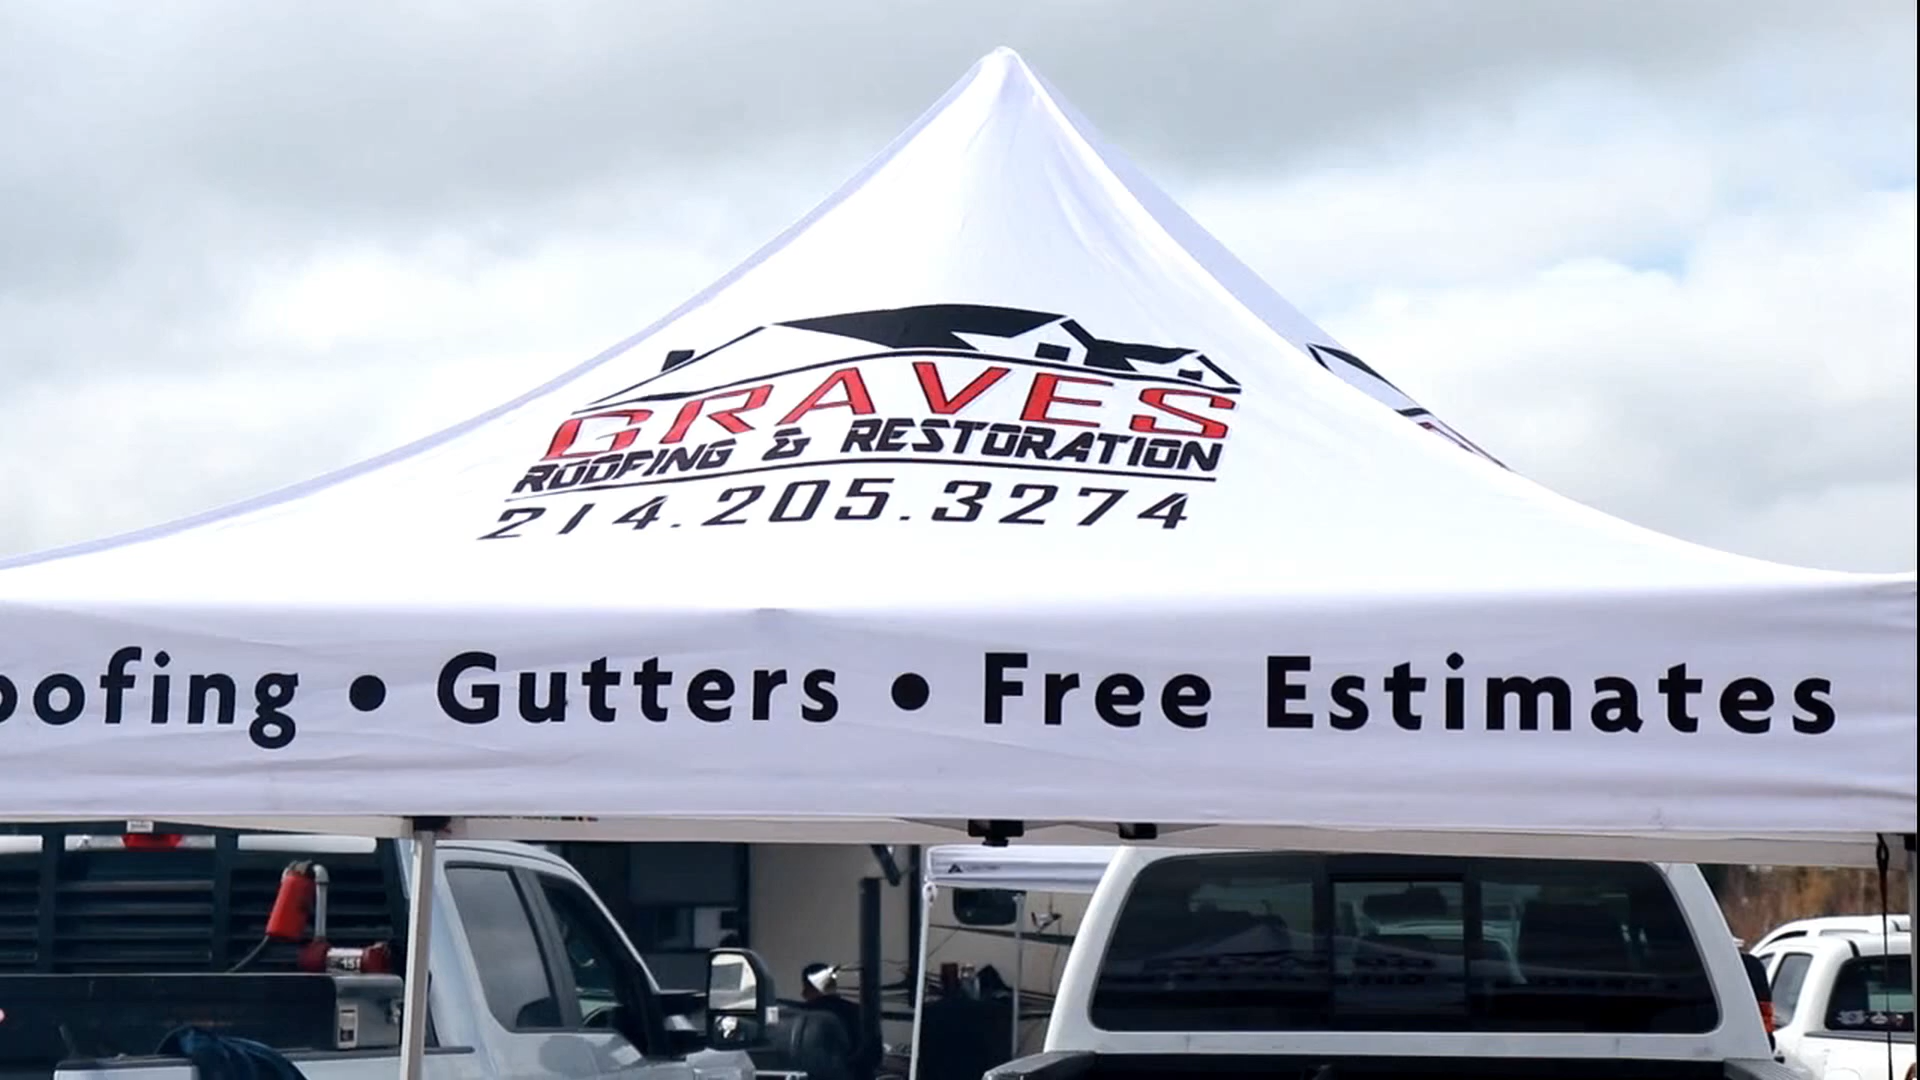 GRAVES
ROOFING & RESTORATION
214.205.3274
oofing • Gutters • Free Estimates